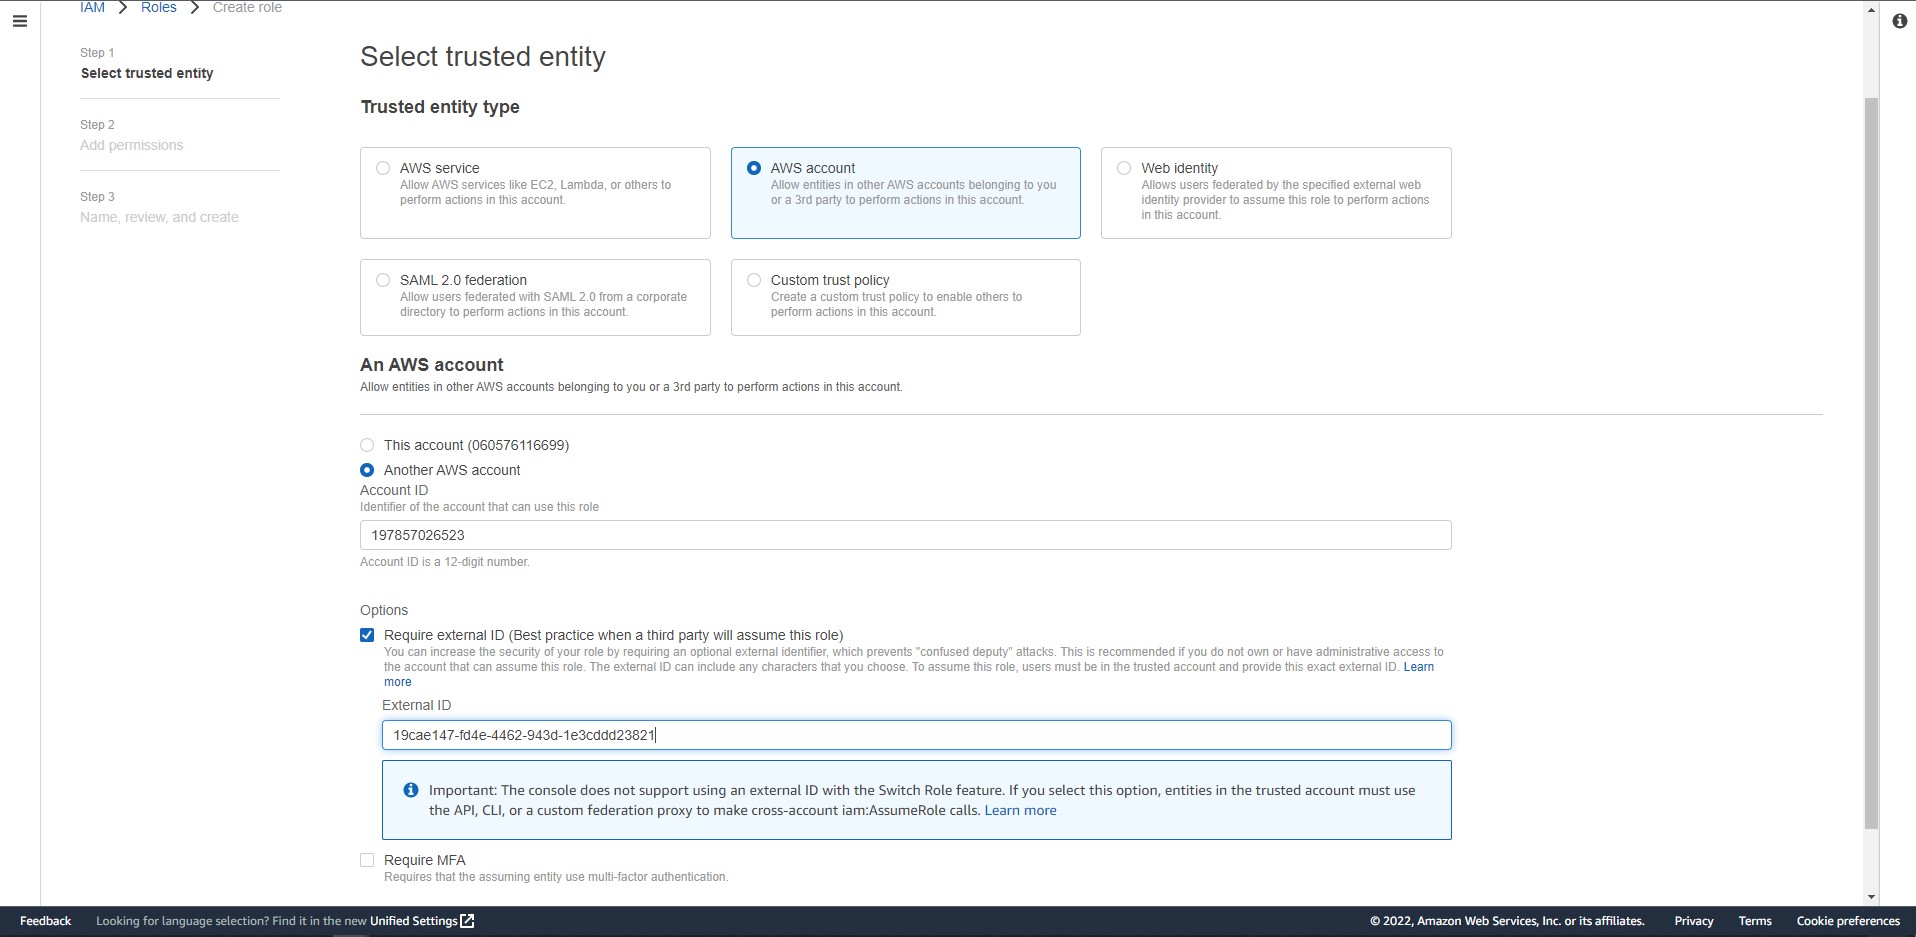 IAM > Roles > Create role
Step 1
Select trusted entity
Step 2
Add permissions
Step 3
Name, review, and create
Select trusted entity
Trusted entity type
AWS service
Allow AWS services like EC2, Lambda, or others to
perform actions in this account.
AWS account
Allow entities in other AWS accounts belonging to you
or a 3rd party to perform actions in this account.
Web identity
Allows users federated by the specified external web
identity provider to assume this role to perform actions
in this account.
SAML 2.0 federation
Allow users federated with SAML 2.0 from a corporate
directory to perform actions in this account.
Custom trust policy
Create a custom trust policy to enable others to
perform actions in this account.
An AWS account
Allow entities in other AWS accounts belonging to you or a 3rd party to perform actions in this account.
This account (060576116699)
Another AWS account
Account ID
Identifier of the account that can use this role
197857026523
Account ID is a 12-digit number.
Options
Require external ID (Best practice when a third party will assume this role)
You can increase the security of your role by requiring an optional external identifier, which prevents "confused deputy" attacks. This is recommended if you do not own or have administrative access to
the account that can assume this role. The external ID can include any characters that you choose. To assume this role, users must be in the trusted account and provide this exact external ID. Learn
more
External ID
19cae147-fd4e-4462-943d-1e3cddd23821
Important: The console does not support using an external ID with the Switch Role feature. If you select this option, entities in the trusted account must use
the API, CLI, or a custom federation proxy to make cross-account iam:AssumeRole calls. Learn more
Require MFA
Requires that the assuming entity use multi-factor authentication.
Feedback Looking for language selection? Find it in the new Unified Settings © 2022, Amazon Web Services, Inc. or its affiliates. Privacy Terms Cookie preferences